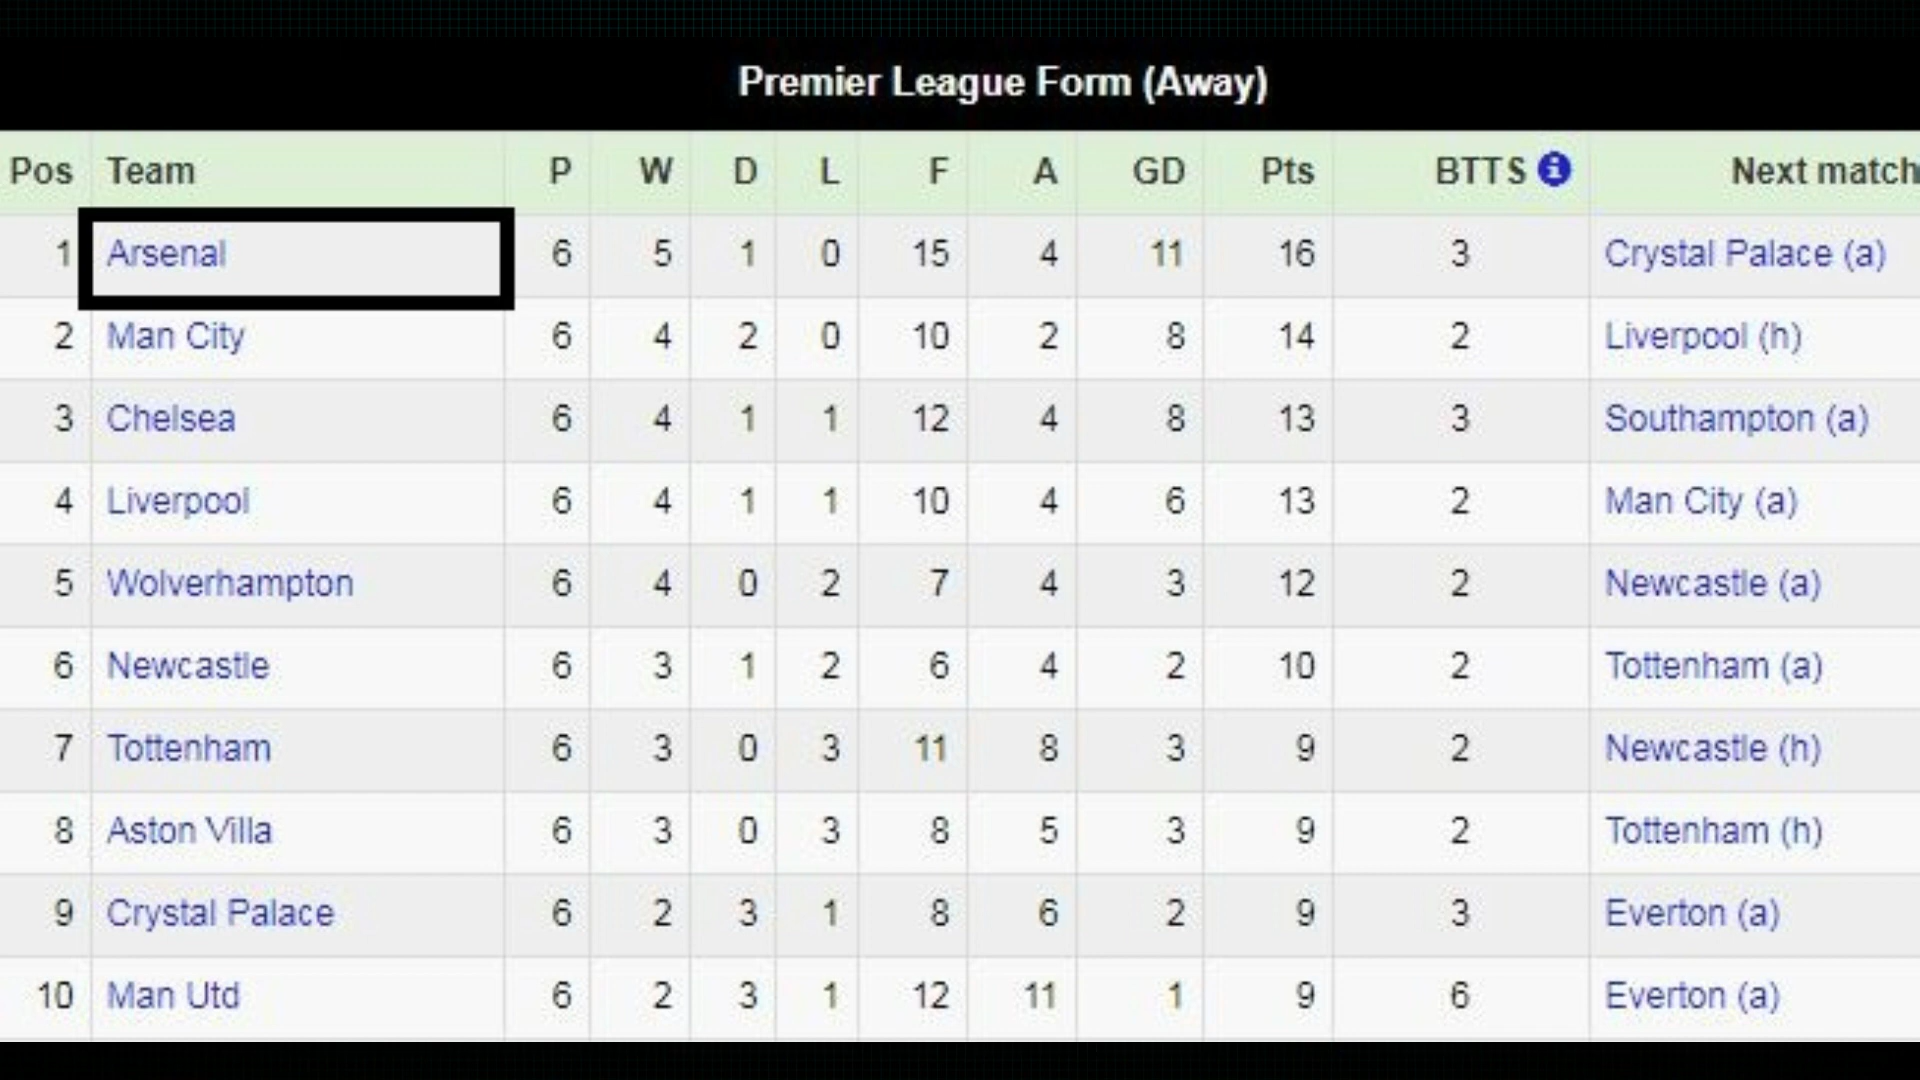 Premier League Form (Away)
Pos Team P W D L F A GD Pts BTTS Next match
1 Arsenal 6 5 1 0 15 4 11 16 3 Crystal Palace (a)
2 Man City 6 4 2 0 10 2 8 14 2 Liverpool (h)
3 Chelsea 6 4 1 1 12 4 8 13 3 Southampton (a)
4 Liverpool 6 4 1 1 10 4 6 13 2 Man City (a)
5 Wolverhampton 6 4 0 2 7 4 3 12 2 Newcastle (a)
6 Newcastle 6 3 1 2 6 4 2 10 2 Tottenham (a)
7 Tottenham 6 3 0 3 11 8 3 9 2 Newcastle (h)
8 Aston Villa 6 3 0 3 8 5 3 9 2 Tottenham (h)
9 Crystal Palace 6 2 3 1 8 6 2 9 3 Everton (a)
10 Man Utd 6 2 3 1 12 11 1 9 6 Everton (a)